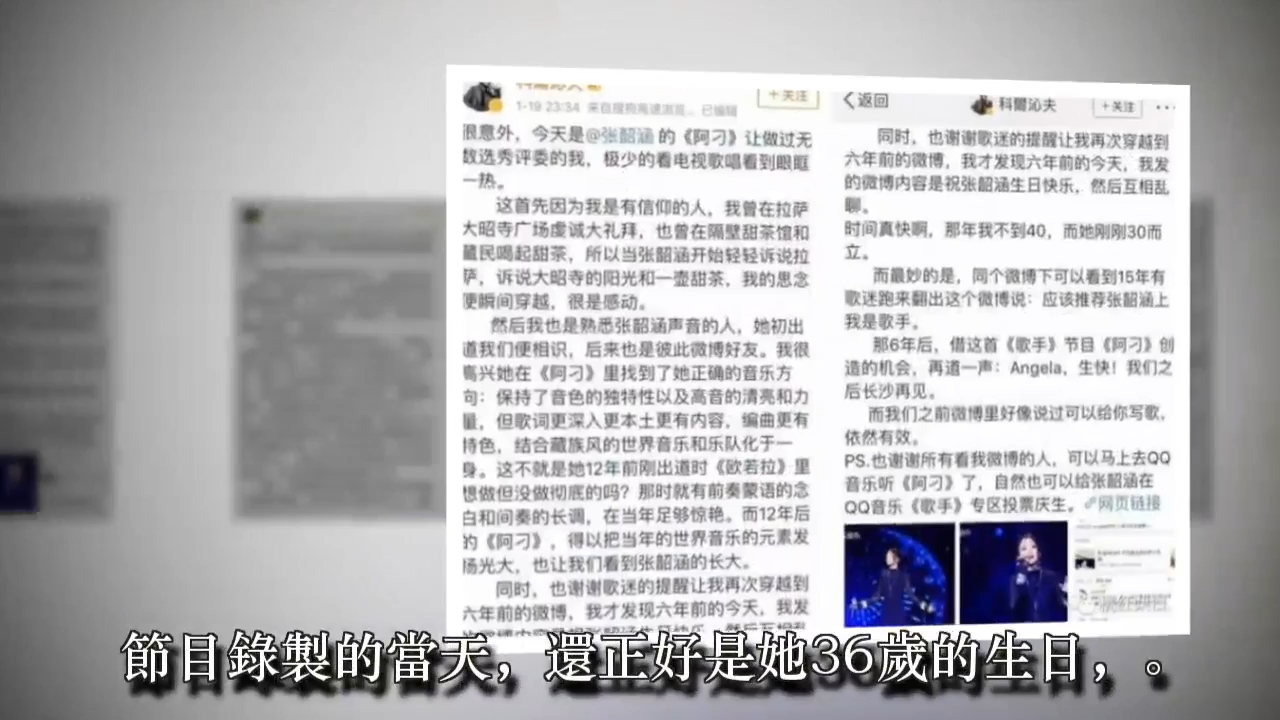 1-19 23:34 来自搜狗高速浏览... 已编辑
+关注
很意外，今天是@张韶涵 的《阿刁》让做过无
数选秀评委的我，极少的看电视歌唱看到眼眶
一热。
这首先因为我是有信仰的人，我曾在拉萨
大昭寺广场虔诚大礼拜，也曾在隔壁甜茶馆和
藏民喝起甜茶，所以当张韶涵开始轻轻诉说拉
萨，诉说大昭寺的阳光和一壶甜茶，我的思念
便瞬间穿越，很是感动。
然后我也是熟悉张韶涵声音的人，她初出
道我们便相识，后来也是彼此微博好友。我很
高兴她在《阿刁》里找到了她正确的音乐方
向：保持了音色的独特性以及高音的清亮和力
量，但歌词更深入更本土更有内容，编曲更有
特色，结合藏族风的世界音乐和乐队化于一
身。这不就是她12年前刚出道时《欧若拉》里
想做但没做彻底的吗？那时就有前奏蒙语的念
白和间奏的长调，在当年足够惊艳。而12年后
的《阿刁》，得以把当年的世界音乐的元素发
扬光大，也让我们看到张韶涵的长大。
同时，也谢谢歌迷的提醒让我再次穿越到
六年前的微博，我才发现六年前的今天，我发
返回
科爾沁夫
+关注
同时，也谢谢歌迷的提醒让我再次穿越到
六年前的微博，我才发现六年前的今天，我发
的微博内容是祝张韶涵生日快乐，然后互相乱
聊。
时间真快啊，那年我不到40，而她刚刚30而
立。
而最妙的是，同个微博下可以看到15年有
歌迷跑来翻出这个微博说：应该推荐张韶涵上
我是歌手。
那6年后，借这首《歌手》节目《阿刁》创
造的机会，再道一声：Angela，生快！我们之
后长沙再见。
而我们之前微博里好像说过可以给你写歌，
依然有效。
PS.也谢谢所有看我微博的人，可以马上去QQ
音乐听《阿刁》了，自然也可以给张韶涵在
QQ音乐《歌手》专区投票庆生。网页链接
節目錄製的當天，還正好是她36歲的生日，。